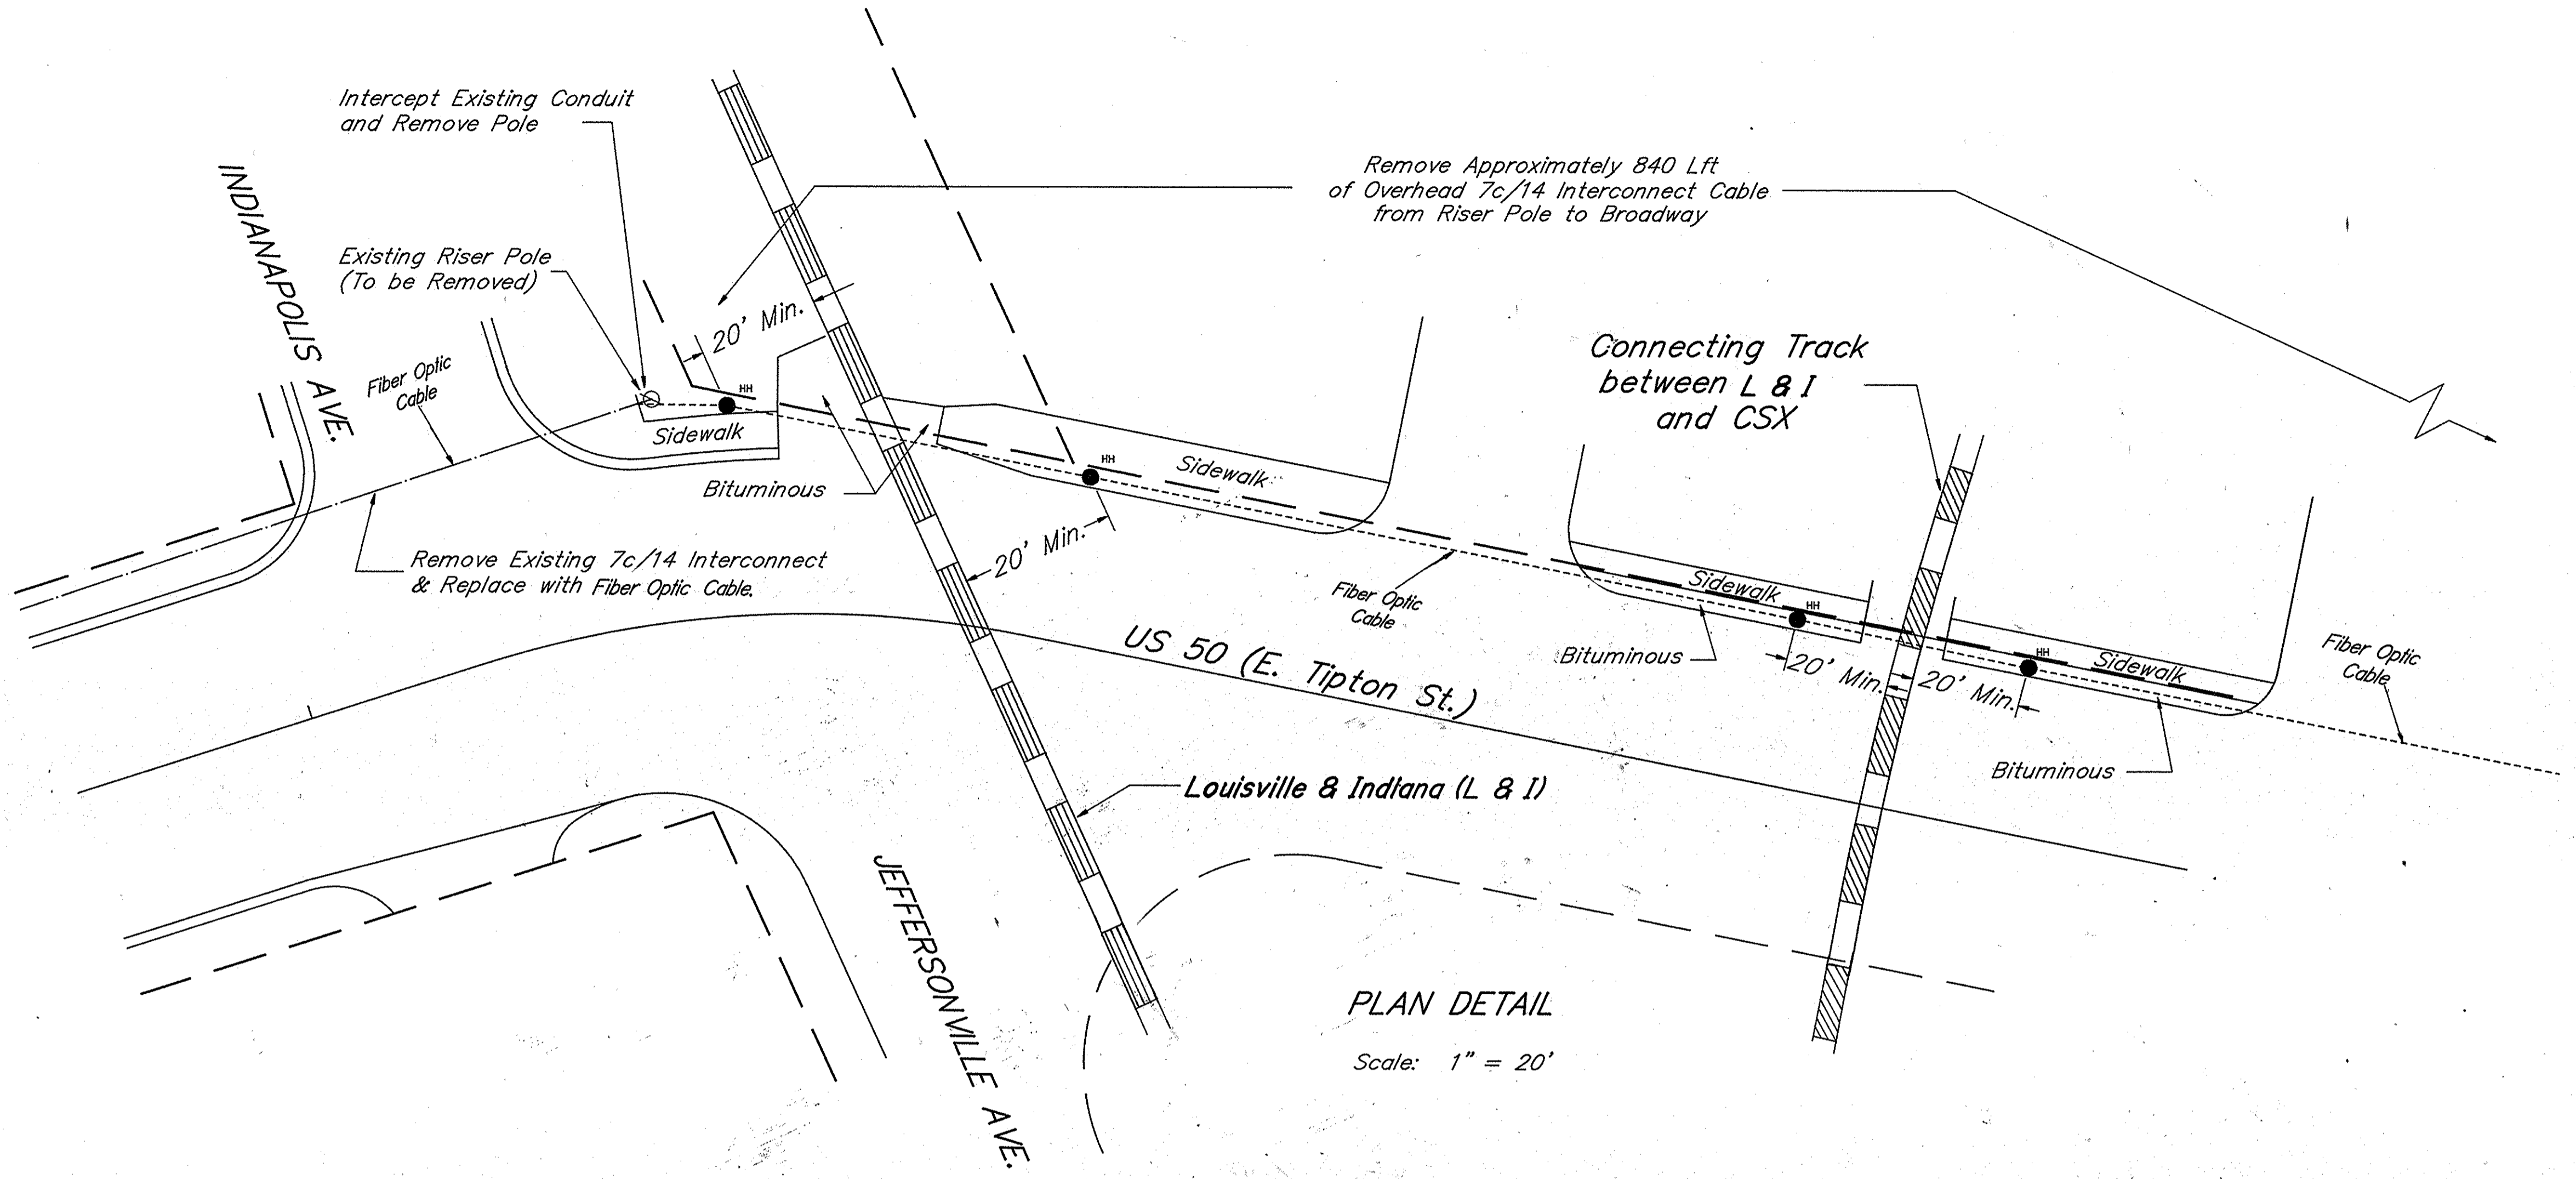 Intercept Existing Conduit
and Remove Pole
INDIANAPOLIS AVE.
Existing Riser Pole
(To be Removed)
Fiber Optic
Cable
20' Min.
HH
Sidewalk
Remove Approximately 840 Lft
of Overhead 7c/14 Interconnect Cable
from Riser Pole to Broadway
Connecting Track
between L & I
and CSX
Bituminous
HH
Sidewalk
20' Min.
Remove Existing 7c/14 Interconnect
& Replace with Fiber Optic Cable.
Fiber Optic
Cable
US 50 (E. Tipton St.)
Sidewalk
HH
Bituminous
20' Min.
20' Min.
HH
Sidewalk
Fiber Optic
Cable
Bituminous
Louisville & Indiana (L & I)
JEFFERSONVILLE AVE.
PLAN DETAIL
Scale: 1" = 20'